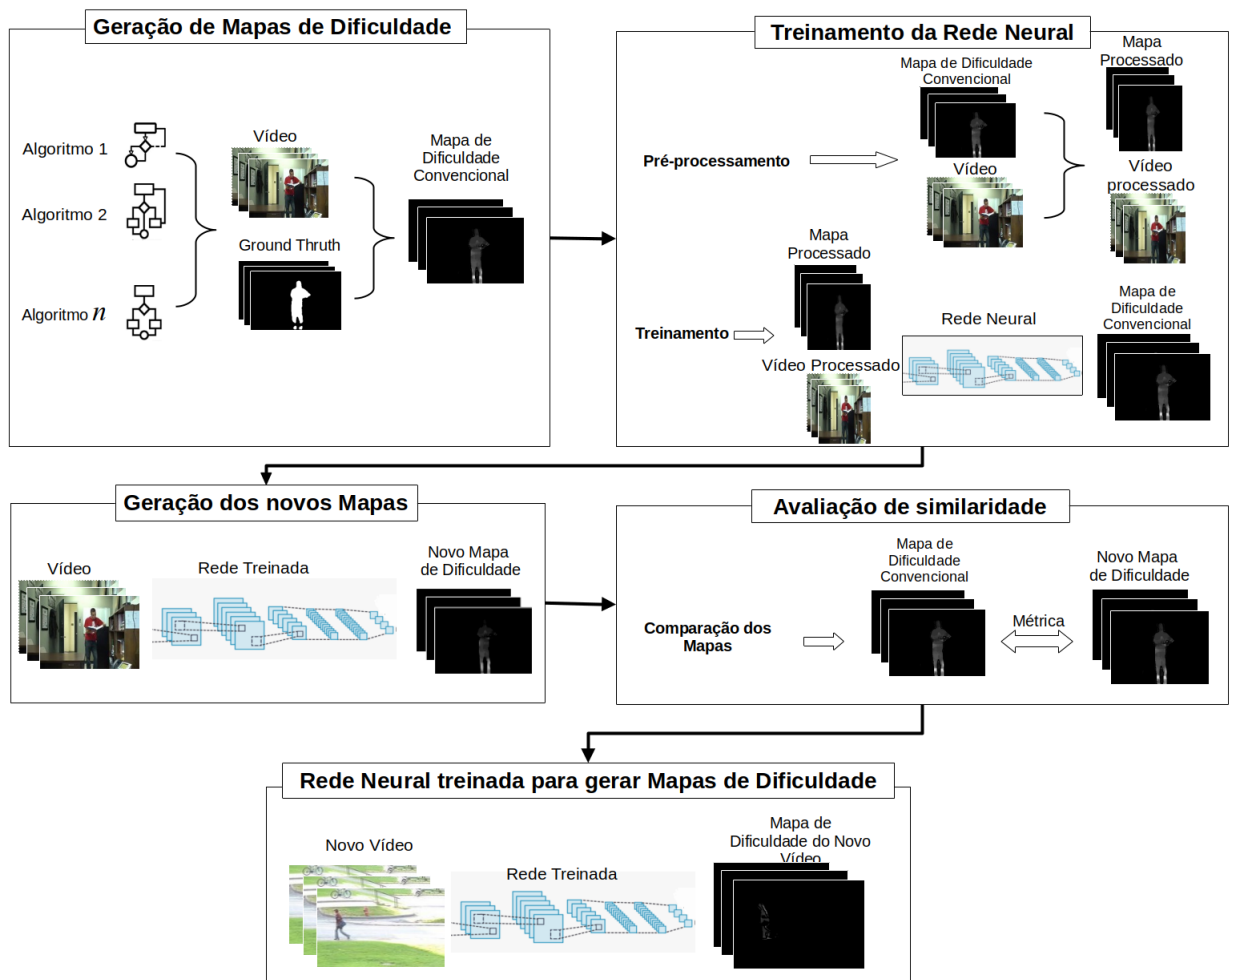 Geração de Mapas de Dificuldade
Algoritmo 1
Algoritmo 2
Algoritmo n
Vídeo
Ground Thruth
Mapa de
Dificuldade
Convencional
Treinamento da Rede Neural
Pré-processamento
Mapa de Dificuldade
Convencional
Vídeo
Mapa
Processado
Vídeo
processado
Treinamento
Mapa
Processado
Vídeo Processado
Rede Neural
Mapa de
Dificuldade
Convencional
Geração dos novos Mapas
Vídeo
Rede Treinada
Novo Mapa
de Dificuldade
Avaliação de similaridade
Comparação dos
Mapas
Mapa de
Dificuldade
Convencional
Métrica
Novo Mapa
de Dificuldade
Rede Neural treinada para gerar Mapas de Dificuldade
Novo Vídeo
Rede Treinada
Mapa de
Dificuldade do Novo
Vídeo